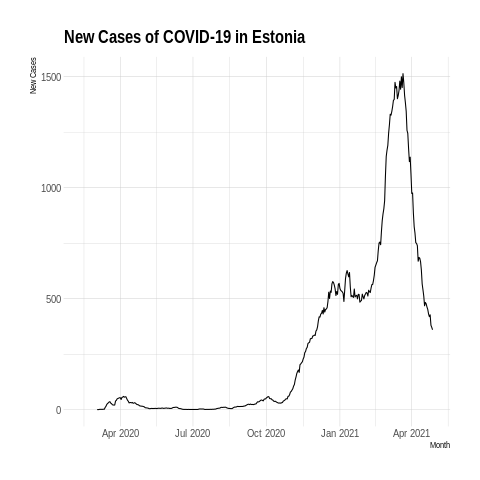 New Cases of COVID-19 in Estonia
New Cases
1500
1000
500
0
Apr 2020 Jul 2020 Oct 2020 Jan 2021 Apr 2021
Month